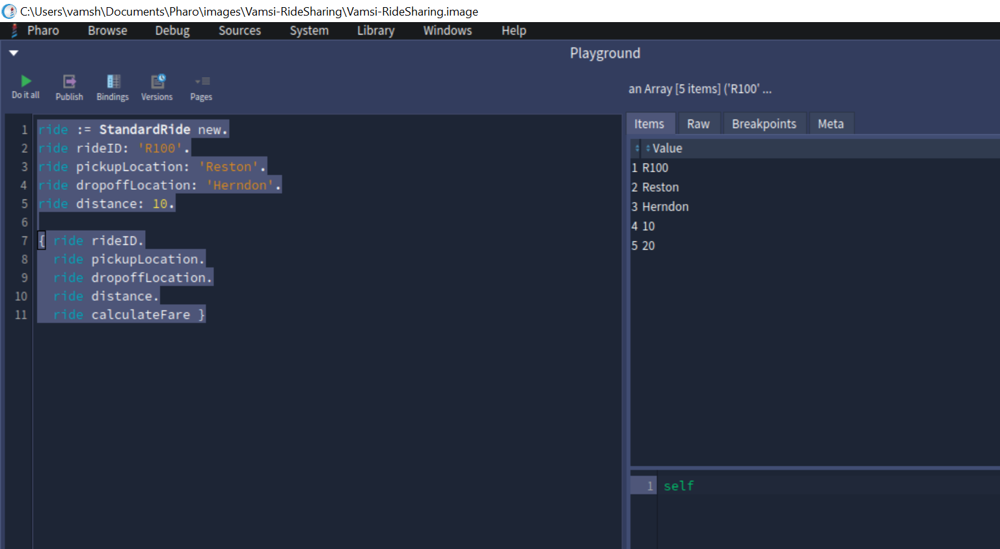 C:\Users\vamsh\Documents\Pharo\images\Vamsi-RideSharing\Vamsi-RideSharing.image
Pharo Browse Debug Sources System Library Windows Help
Playground
Do it all Publish Bindings Versions Pages
an Array [5 items] ('R100' ...
1 ride := StandardRide new.
2 ride rideID: 'R100'.
3 ride pickupLocation: 'Reston'.
4 ride dropoffLocation: 'Herndon'.
5 ride distance: 10.
6
7 { ride rideID.
8 ride pickupLocation.
9 ride dropoffLocation.
10 ride distance.
11 ride calculateFare }
Items Raw Breakpoints Meta
Value
1 R100
2 Reston
3 Herndon
4 10
5 20
1 self